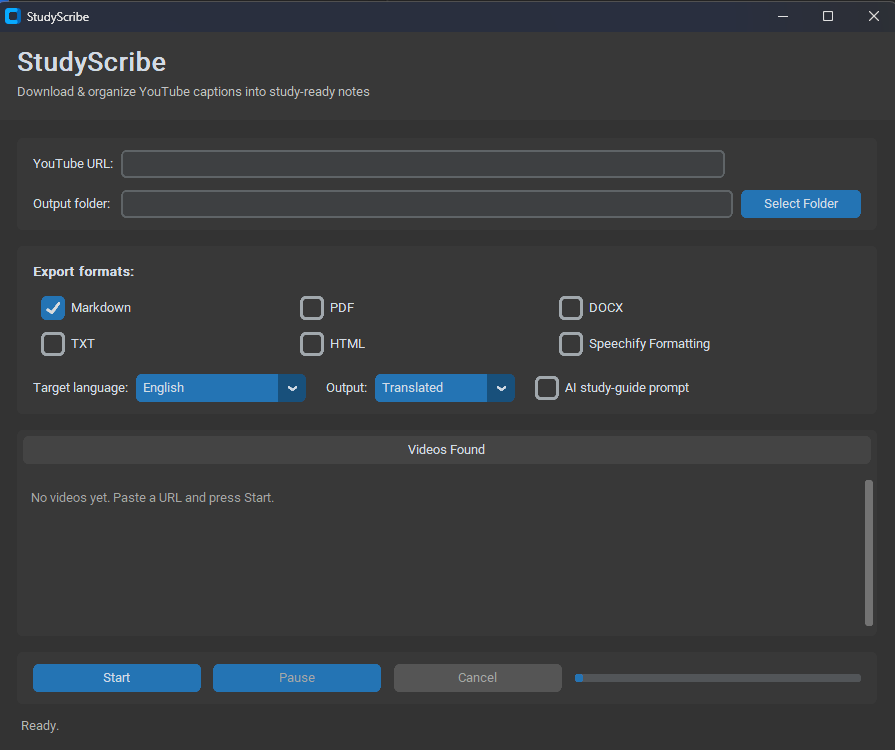 StudyScribe
StudyScribe
Download & organize YouTube captions into study-ready notes
YouTube URL:
Output folder: Select Folder
Export formats:
Markdown PDF DOCX
TXT HTML Speechify Formatting
Target language: English Output: Translated AI study-guide prompt
Videos Found
No videos yet. Paste a URL and press Start.
Start Pause Cancel
Ready.